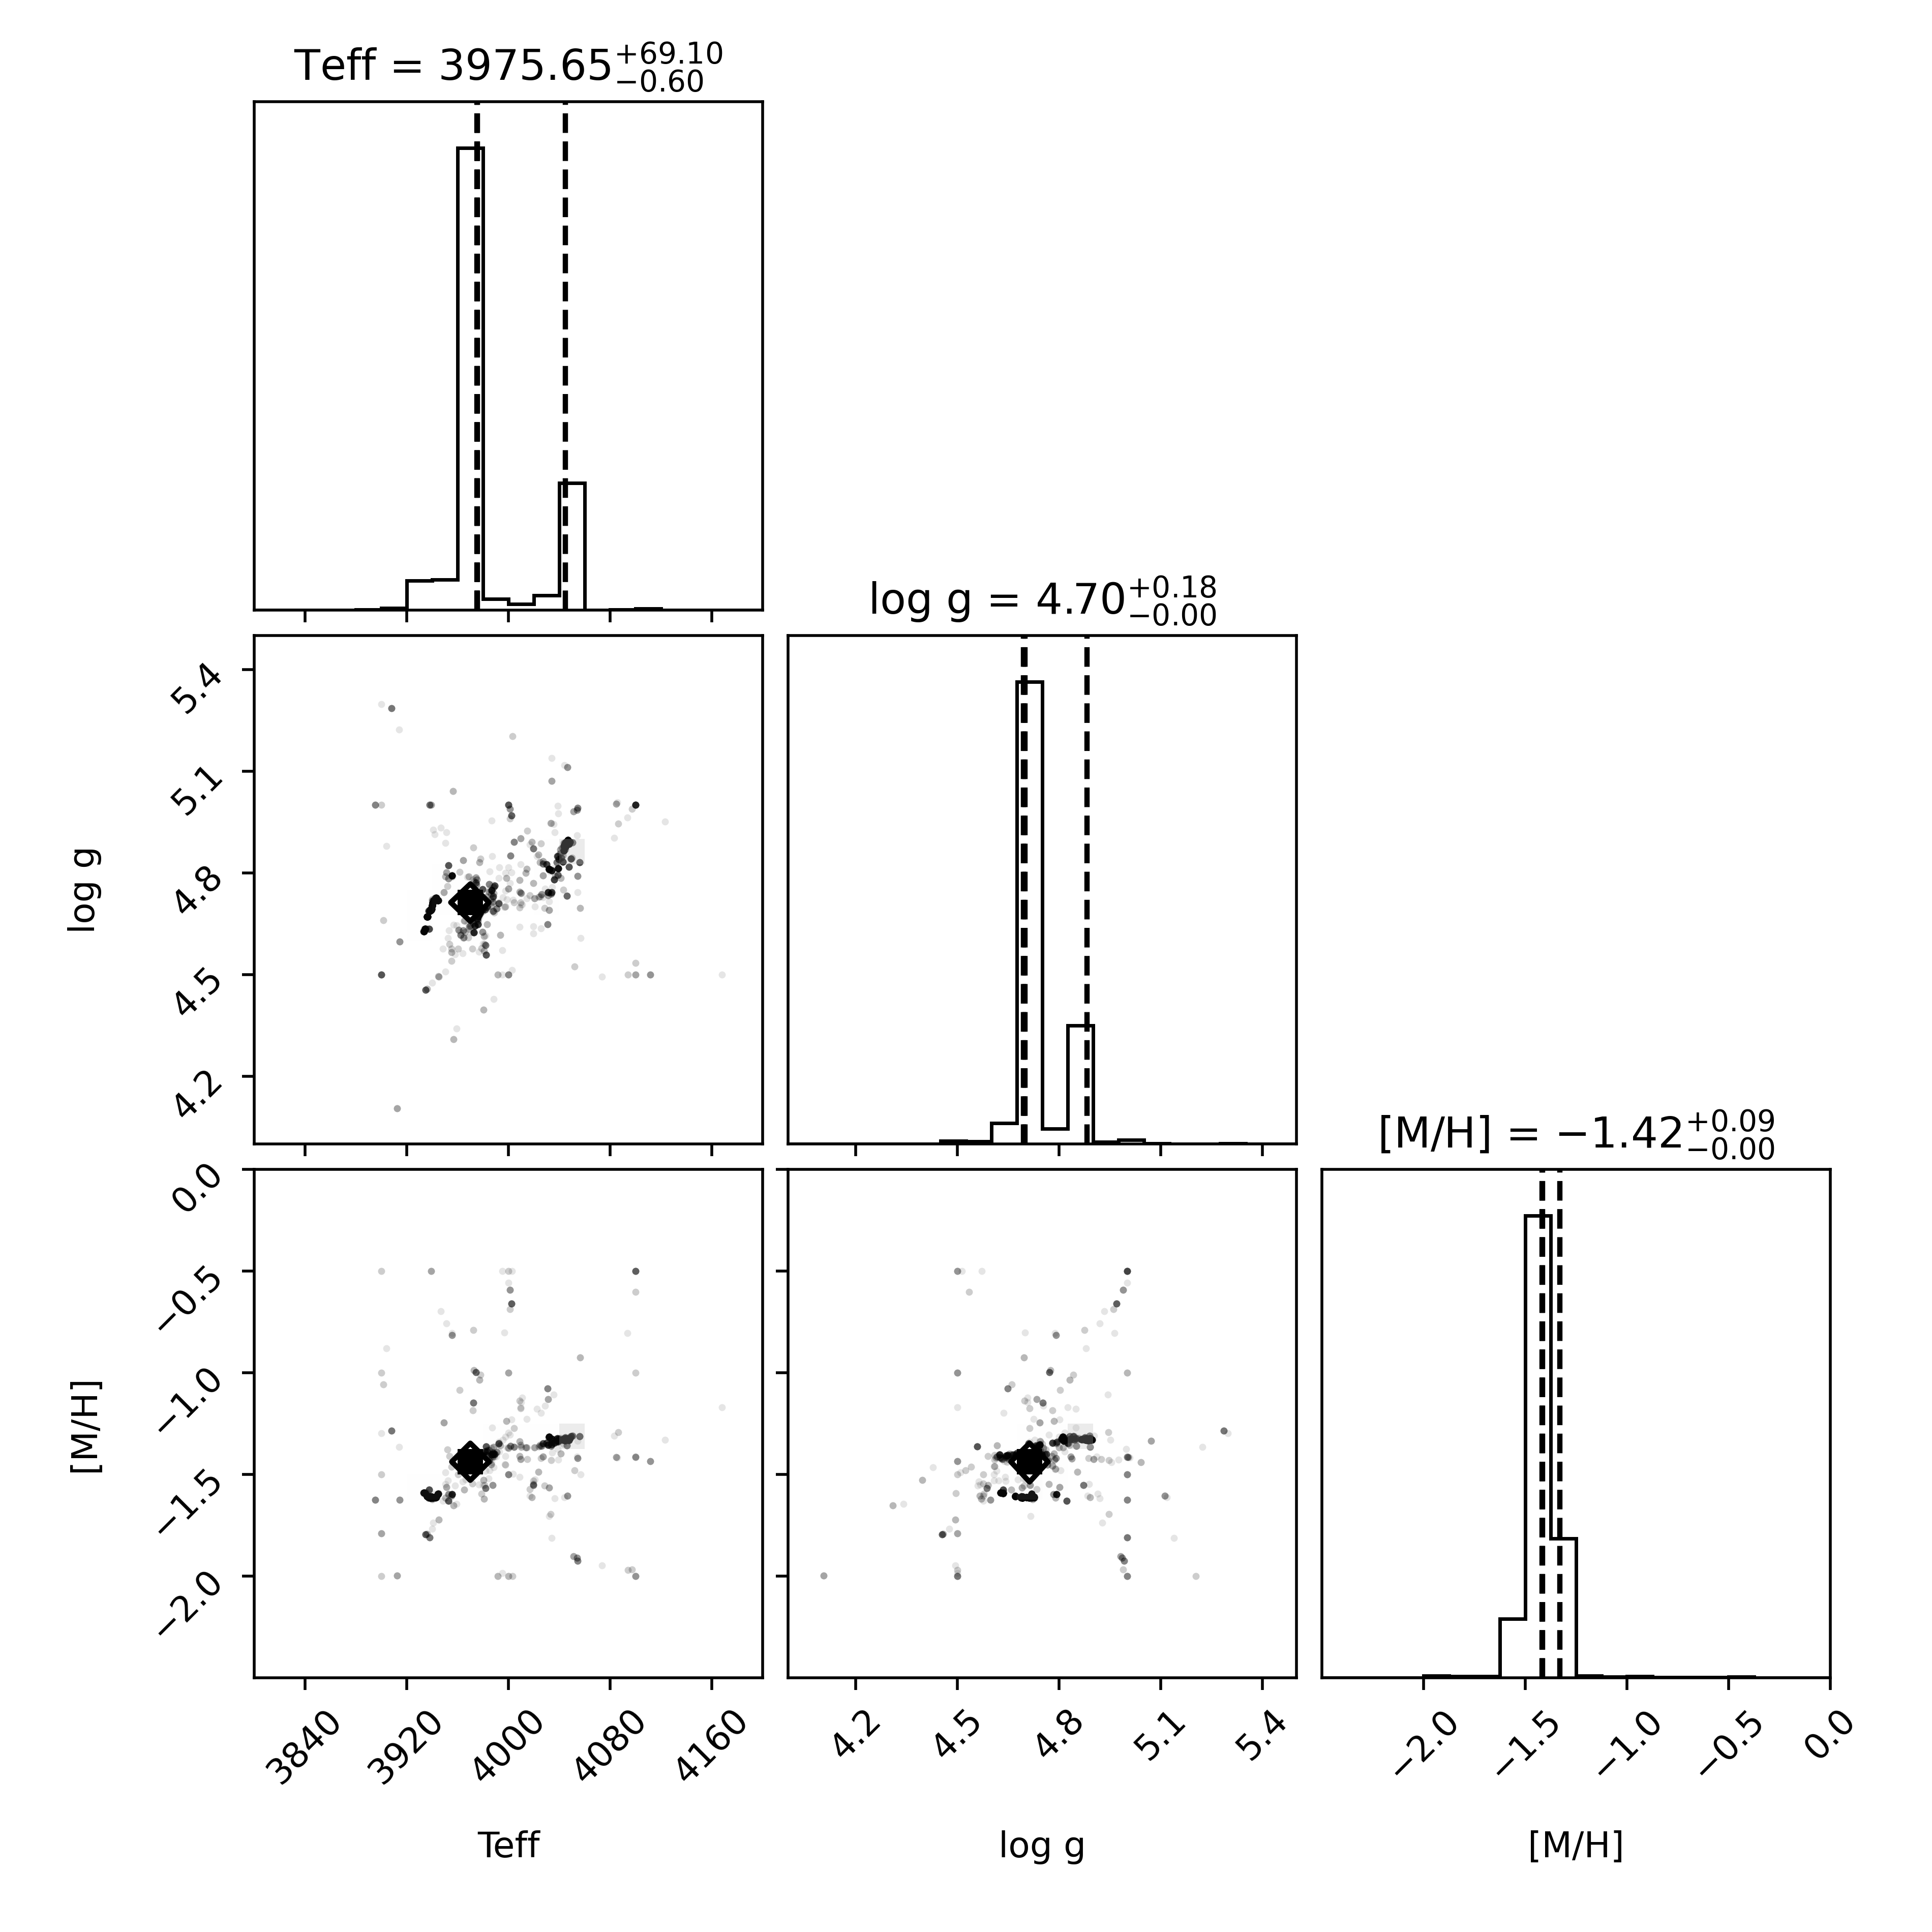 Teff = 3975.65+69.10−0.60
log g = 4.70+0.18−0.00
[M/H] = −1.42+0.09−0.00
log g
5.4
5.1
4.8
4.5
4.2
[M/H]
0.0
−0.5
−1.0
−1.5
−2.0
3840 3920 4000 4080 4160
4.2 4.5 4.8 5.1 5.4
−2.0 −1.5 −1.0 −0.5 0.0
Teff
log g
[M/H]